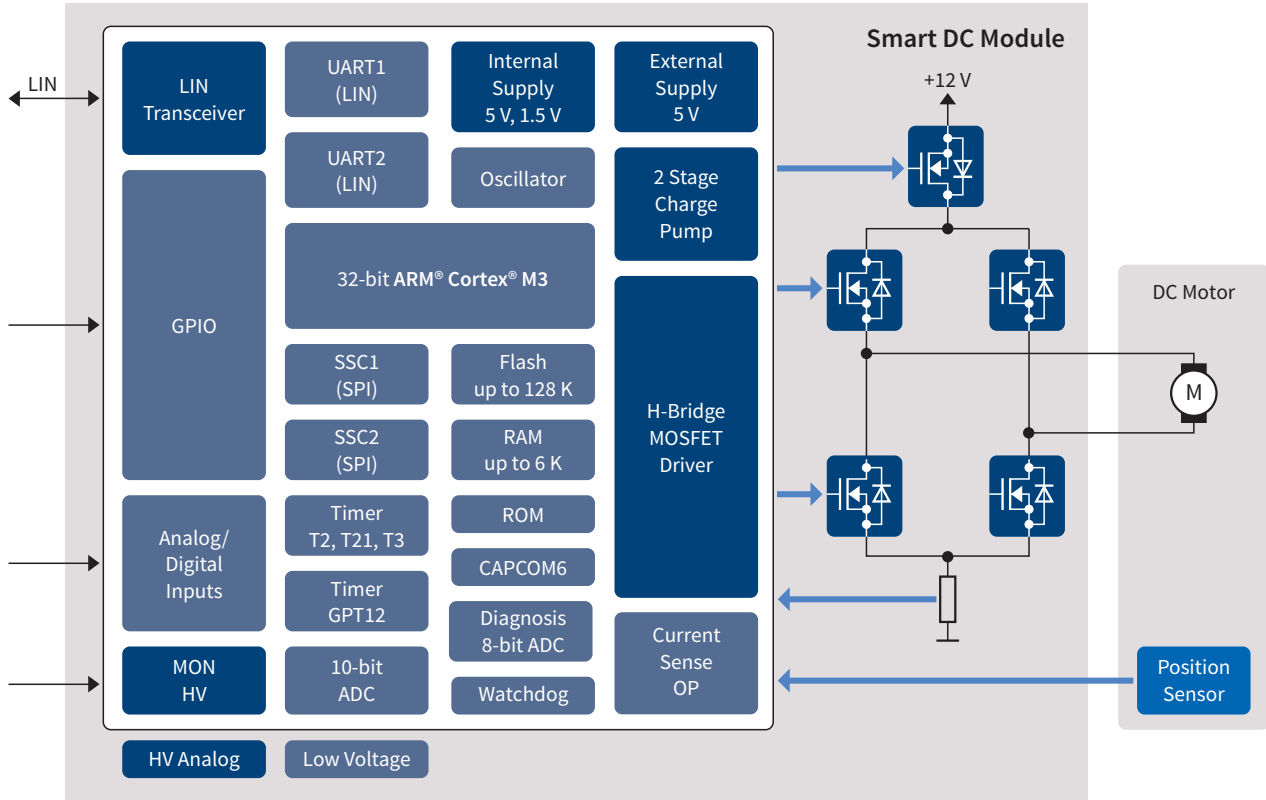 Smart DC Module
LIN
LIN
Transceiver
GPIO
Analog/
Digital
Inputs
MON
HV
UART1
(LIN)
UART2
(LIN)
Internal
Supply
5 V, 1.5 V
Oscillator
External
Supply
5 V
2 Stage
Charge
Pump
32-bit ARM® Cortex® M3
SSC1
(SPI)
SSC2
(SPI)
Timer
T2, T21, T3
Timer
GPT12
10-bit
ADC
Flash
up to 128 K
RAM
up to 6 K
ROM
CAPCOM6
Diagnosis
8-bit ADC
Watchdog
H-Bridge
MOSFET
Driver
Current
Sense
OP
+12 V
DC Motor
M
Position
Sensor
HV Analog
Low Voltage